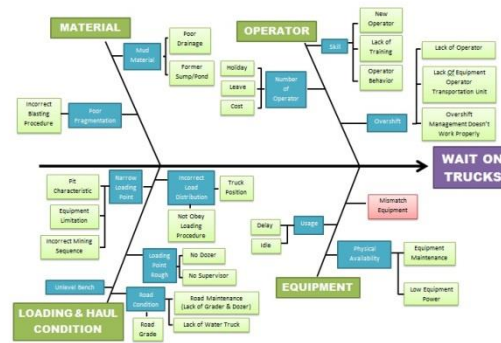 MATERIAL
Mud
Material
Poor
Drainage
Former
Sump/Pond
Incorrect
Blasting
Procedure
Poor
Fragmentation
OPERATOR
Skill
New
Operator
Lack of
Training
Operator
Behavior
Holiday
Leave
Cost
Number
of
Operator
Overshift
Lack of Operator
Lack Of Equipment
Operator
Transportation Unit
Overshift
Management Doesn't
Work Properly
WAIT ON
TRUCKS
Pit
Characteristic
Equipment
Limitation
Incorrect Mining
Sequence
Narrow
Loading
Point
Incorrect
Load
Distribution
Truck
Position
Not Obey
Loading
Procedure
Loading
Point
Rough
No Dozer
No Supervisor
Unlevel Bench
Road
Condition
Road Maintenance
(Lack of Grader & Dozer)
Lack of Water Truck
Road
Grade
LOADING & HAUL
CONDITION
Mismatch
Equipment
Delay
Idle
Usage
Physical
Availability
Equipment
Maintenance
Low Equipment
Power
EQUIPMENT